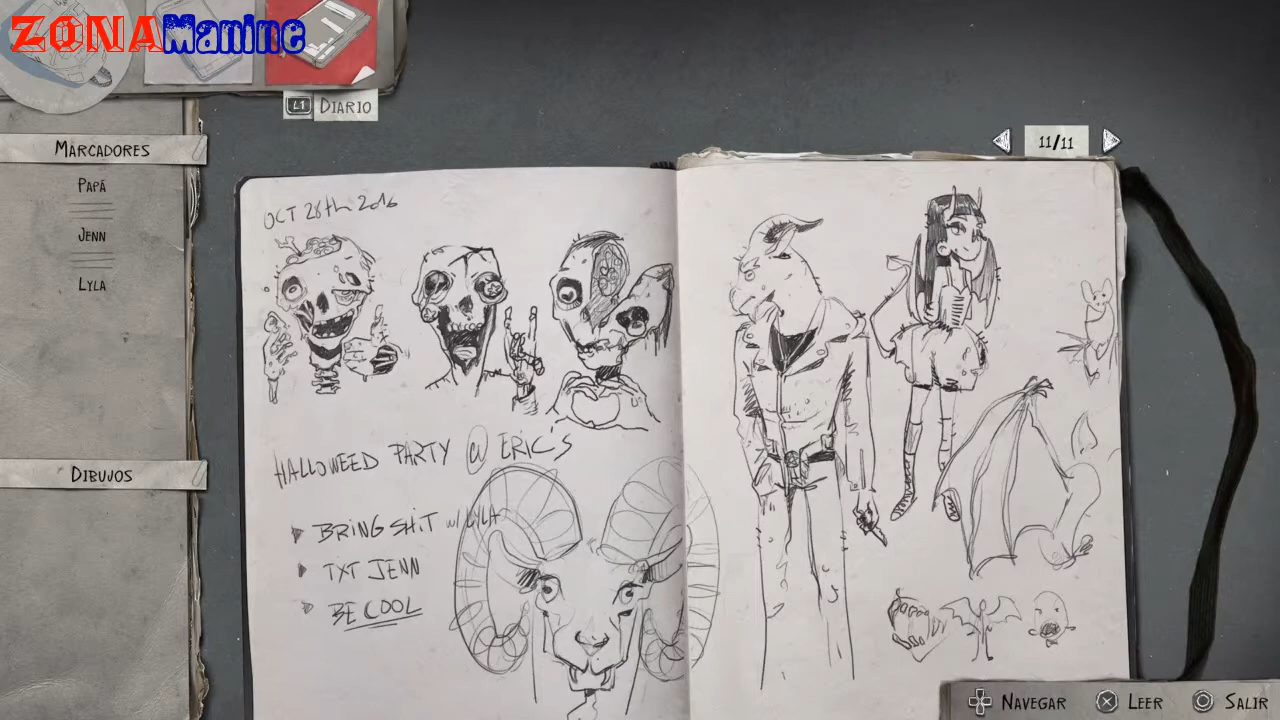 ZONAManine
L1 DIARIO
MARCADORES
PAPÁ
JENN
LYLA
DIBUJOS
11/11
OCT 28th 2016
HALLOWEED PARTY @ ERIC'S
BRING SHIT w/ LYLA
TXT JENN
BE COOL
NAVEGAR
LEER
SALIR